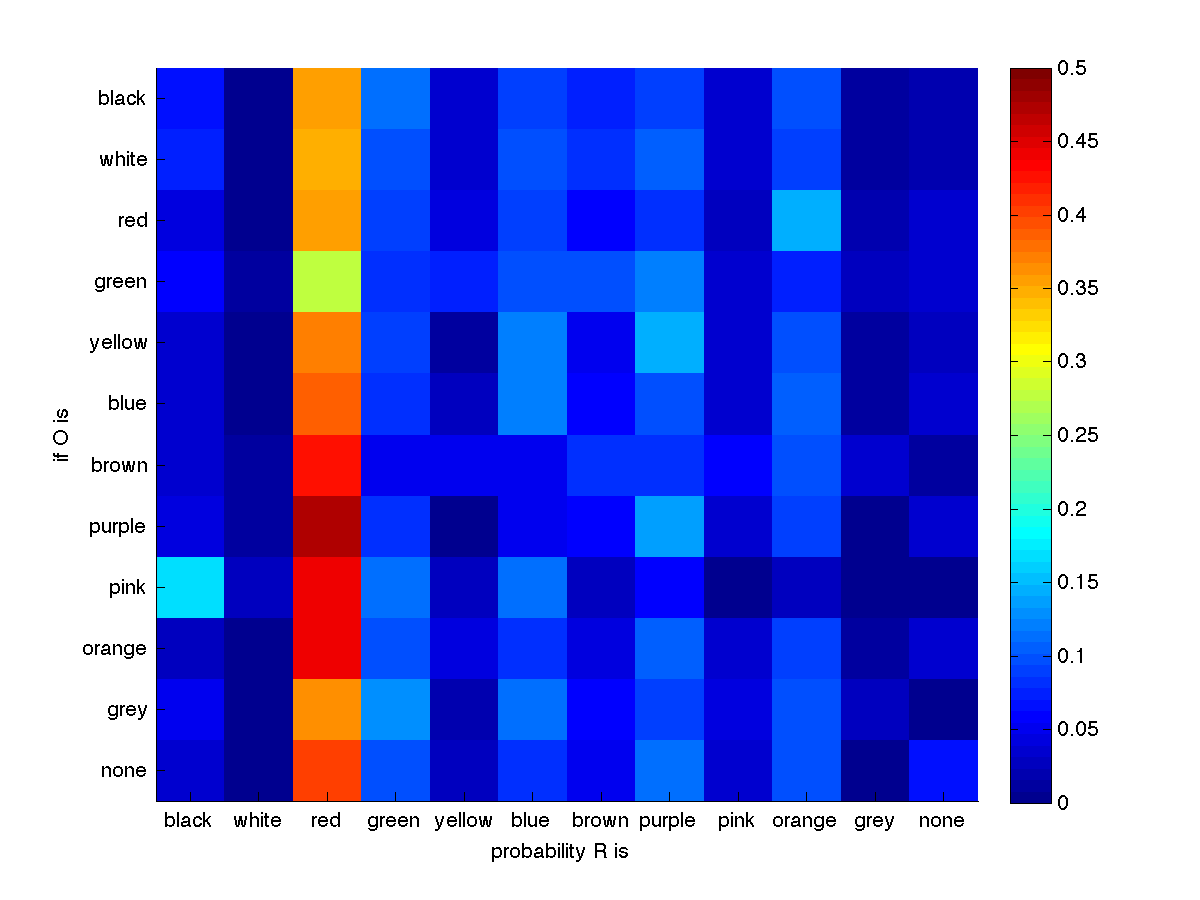 black
white
red
green
yellow
blue
brown
purple
pink
orange
grey
none
if O is
black white red green yellow blue brown purple pink orange grey none
probability R is
0.5
0.45
0.4
0.35
0.3
0.25
0.2
0.15
0.1
0.05
0